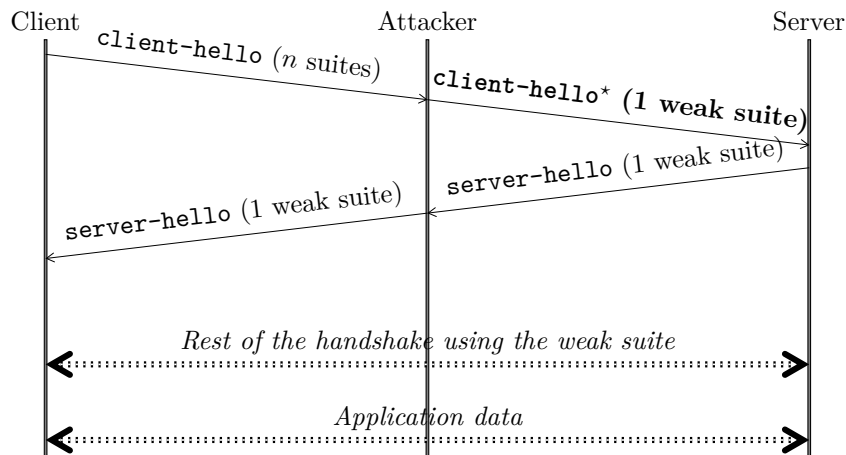 Client Attacker Server
client-hello (n suites)
client-hello* (1 weak suite)
server-hello (1 weak suite)
server-hello (1 weak suite)
Rest of the handshake using the weak suite
Application data